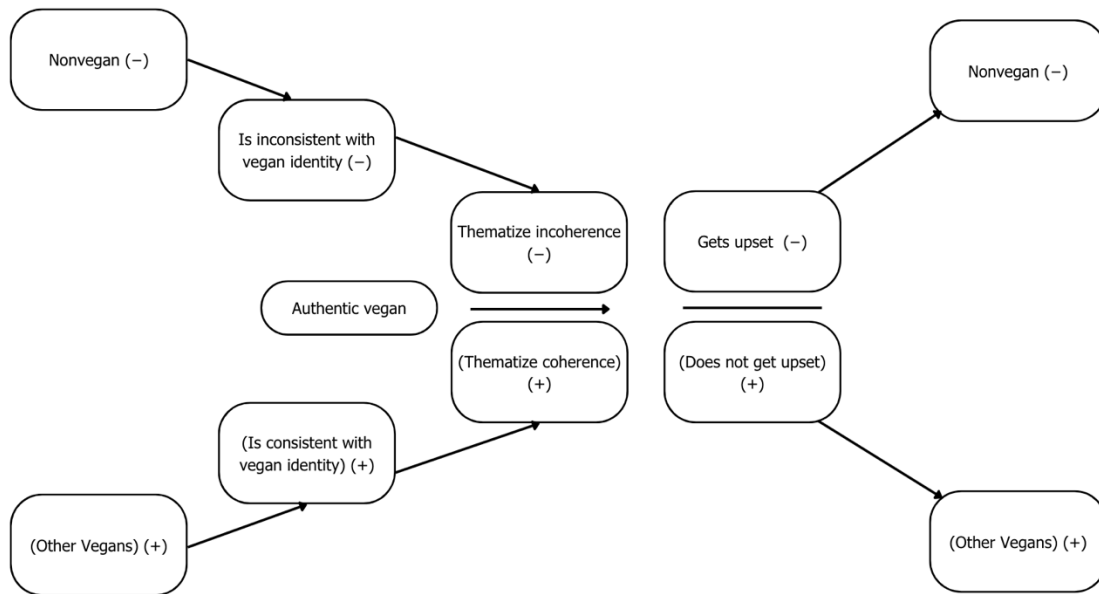 Nonvegan (−)
Nonvegan (−)
Is inconsistent with
vegan identity (−)
Thematize incoherence
(−)
Gets upset  (−)
Authentic vegan
(Thematize coherence)
(+)
(Does not get upset)
(+)
(Is consistent with
vegan identity) (+)
(Other Vegans) (+)
(Other Vegans) (+)